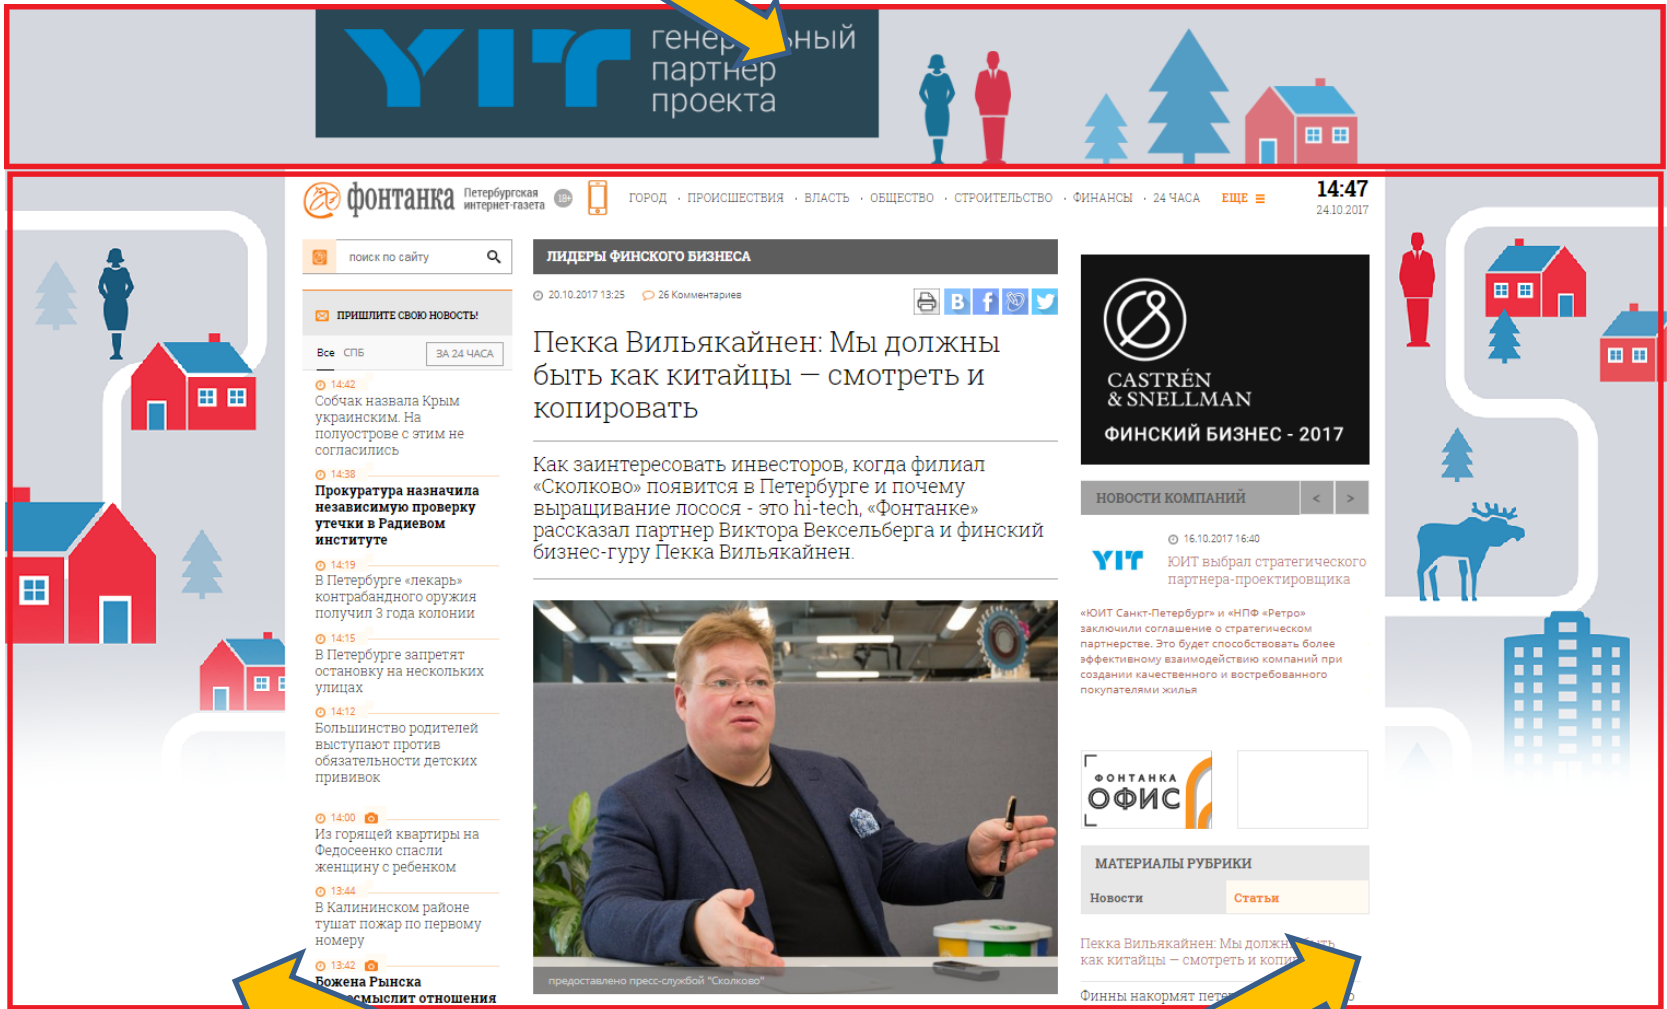 YIT
партнер
проекта
фонтанка
Петербургская
интернет-газета
18+
ГОРОД · ПРОИСШЕСТВИЯ · ВЛАСТЬ · ОБЩЕСТВО · СТРОИТЕЛЬСТВО · ФИНАНСЫ · 24 ЧАСА ЕЩЕ
14:47
24.10.2017
поиск по сайту
ПРИШЛИТЕ СВОЮ НОВОСТЬ!
Все СПБ ЗА 24 ЧАСА
14:42
Собчак назвала Крым
украинским. На
полуострове с этим не
согласились
14:38
Прокуратура назначила
независимую проверку
утечки в Радиевом
институте
14:19
В Петербурге «лекарь»
контрабандного оружия
получил 3 года колонии
14:15
В Петербурге запретят
остановку на нескольких
улицах
14:12
Большинство родителей
выступают против
обязательности детских
прививок
14:00
Из горящей квартиры на
Федосеенко спасли
женщину с ребенком
13:44
В Калининском районе
тушат пожар по первому
номеру
13:42
Божена Рынска
отношения
ЛИДЕРЫ ФИНСКОГО БИЗНЕСА
20.10.2017 13:25 26 Комментариев
Пекка Вильякайнен: Мы должны
быть как китайцы — смотреть и
копировать
Как заинтересовать инвесторов, когда филиал
«Сколково» появится в Петербурге и почему
выращивание лосося - это hi-tech, «Фонтанке»
рассказал партнер Виктора Вексельберга и финский
бизнес-гуру Пекка Вильякайнен.
предоставлено пресс-службой "Сколково"
CASTRÉN
& SNELLMAN
ФИНСКИЙ БИЗНЕС - 2017
НОВОСТИ КОМПАНИЙ < >
16.10.2017 16:40
YIT
ЮИТ выбрал стратегического
партнера-проектировщика
«ЮИТ Санкт-Петербург» и «НПФ «Ретро»
заключили соглашение о стратегическом
партнерстве. Это будет способствовать более
эффективному взаимодействию компаний при
создании качественного и востребованного
покупателями жилья
ФОНТАНКА
ОФИС
МАТЕРИАЛЫ РУБРИКИ
Новости Статьи
Пекка Вильякайнен: Мы должны быть
как китайцы — смотреть и
Финны накормят